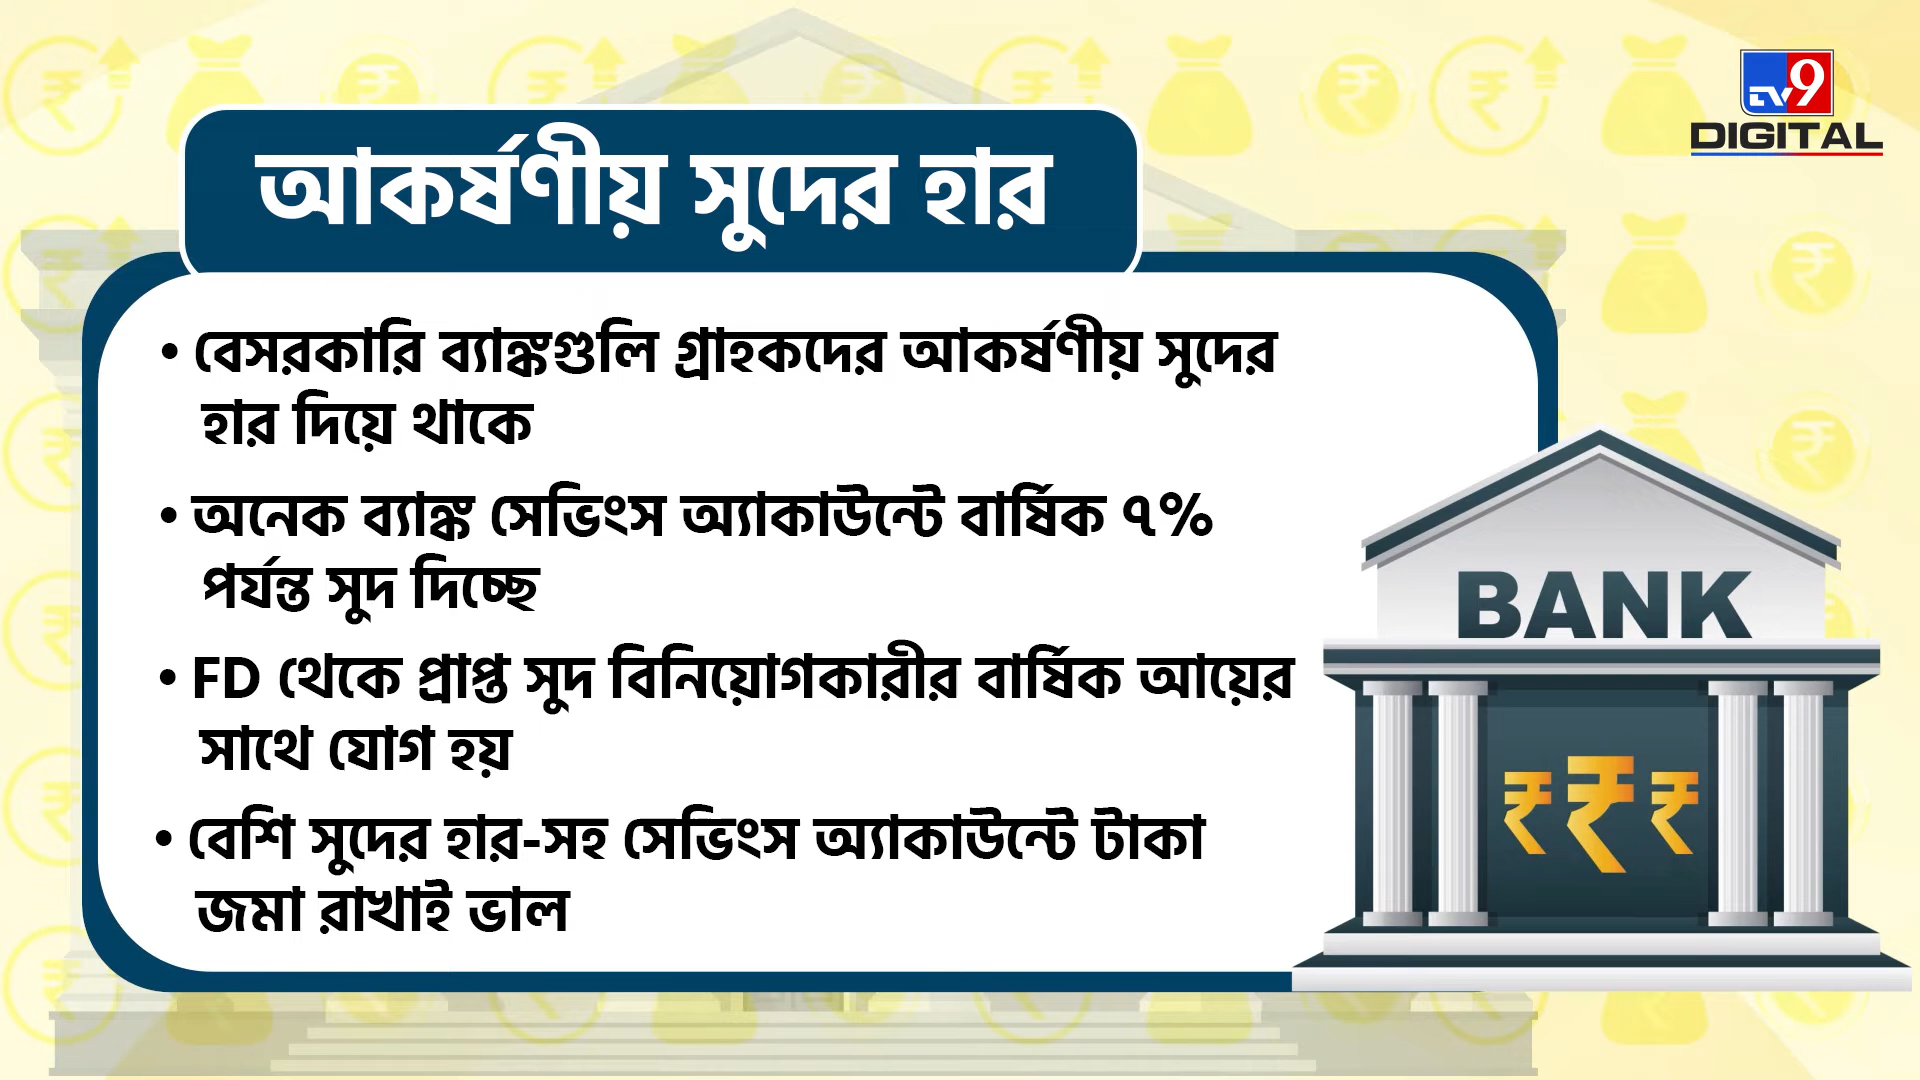 TV9
DIGITAL
আকর্ষণীয় সুদের হার
• বেসরকারি ব্যাঙ্কগুলি গ্রাহকদের আকর্ষণীয় সুদের
হার দিয়ে থাকে
• অনেক ব্যাঙ্ক সেভিংস অ্যাকাউন্টে বার্ষিক ৭%
পর্যন্ত সুদ দিচ্ছে
• FD থেকে প্রাপ্ত সুদ বিনিয়োগকারীর বার্ষিক আয়ের
সাথে যোগ হয়
• বেশি সুদের হার-সহ সেভিংস অ্যাকাউন্টে টাকা
জমা রাখাই ভাল
BANK
₹₹₹